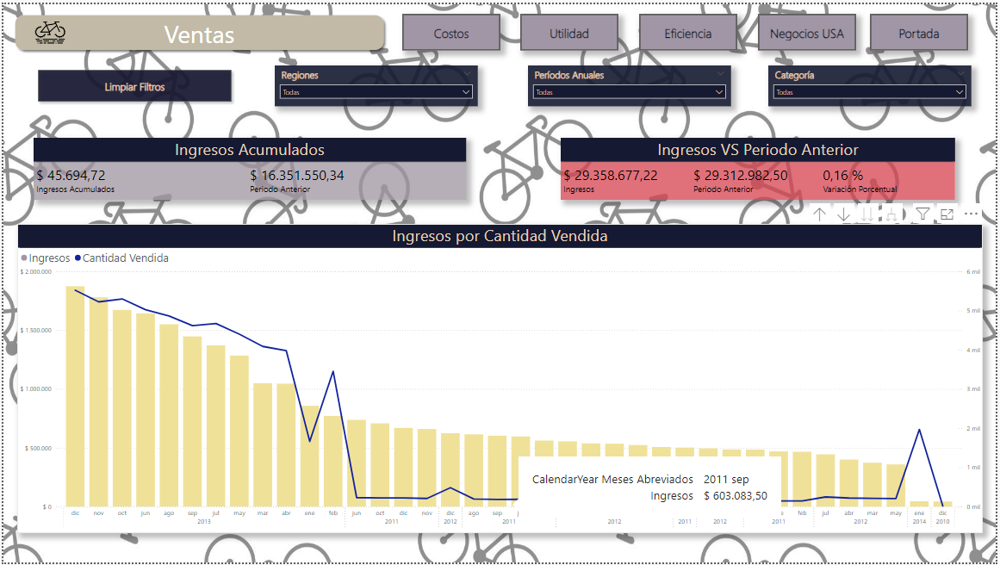 Ventas
Costos
Utilidad
Eficiencia
Negocios USA
Portada
Limpiar Filtros
Regiones
Todas
Períodos Anuales
Todas
Categoría
Todas
Ingresos Acumulados
$ 45.694,72
$ 16.351.550,34
Ingresos Acumulados
Periodo Anterior
Ingresos VS Periodo Anterior
$ 29.358.677,22
$ 29.312.982,50
0,16 %
Ingresos
Periodo Anterior
Variación Porcentual
Ingresos por Cantidad Vendida
Ingresos
Cantidad Vendida
$ 2.000.000
6 mil
5 mil
$ 1.500.000
4 mil
$ 1.000.000
3 mil
2 mil
$ 500.000
1 mil
$ 0
0 mil
CalendarYear Meses Abreviados 2011 sep
Ingresos $ 603.083,50
dic nov oct jun ago sep jul may mar abr ene feb jun oct dic nov dic ago sep feb jul abr mar may ene dic
2013 2011 2012 2011 2012 2011 2012 2011 2012 2014 2010